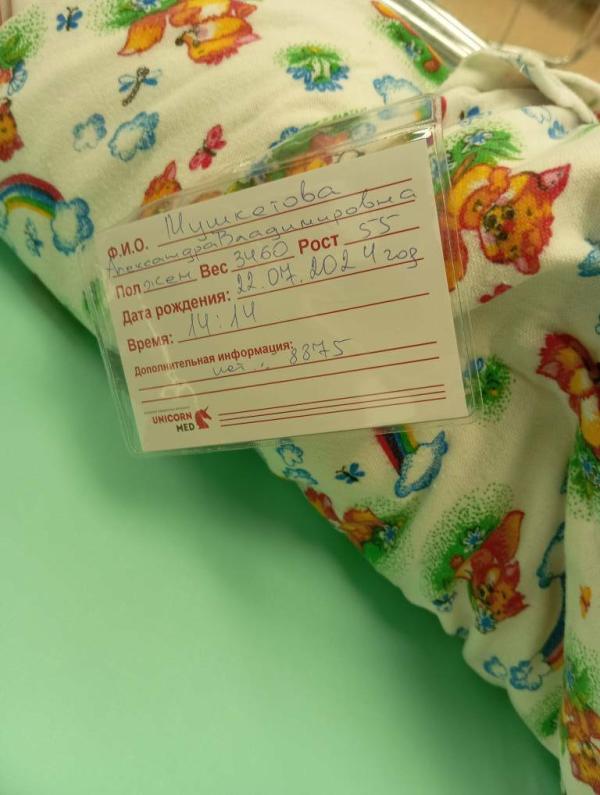 Ф.И.О. Мушкетова
Александра Владимировна
Пол жен Вес 3460 Рост 55
Дата рождения: 22.07.2024 год
Время: 14:14
Дополнительная информация:
8875
UNICORN
MED